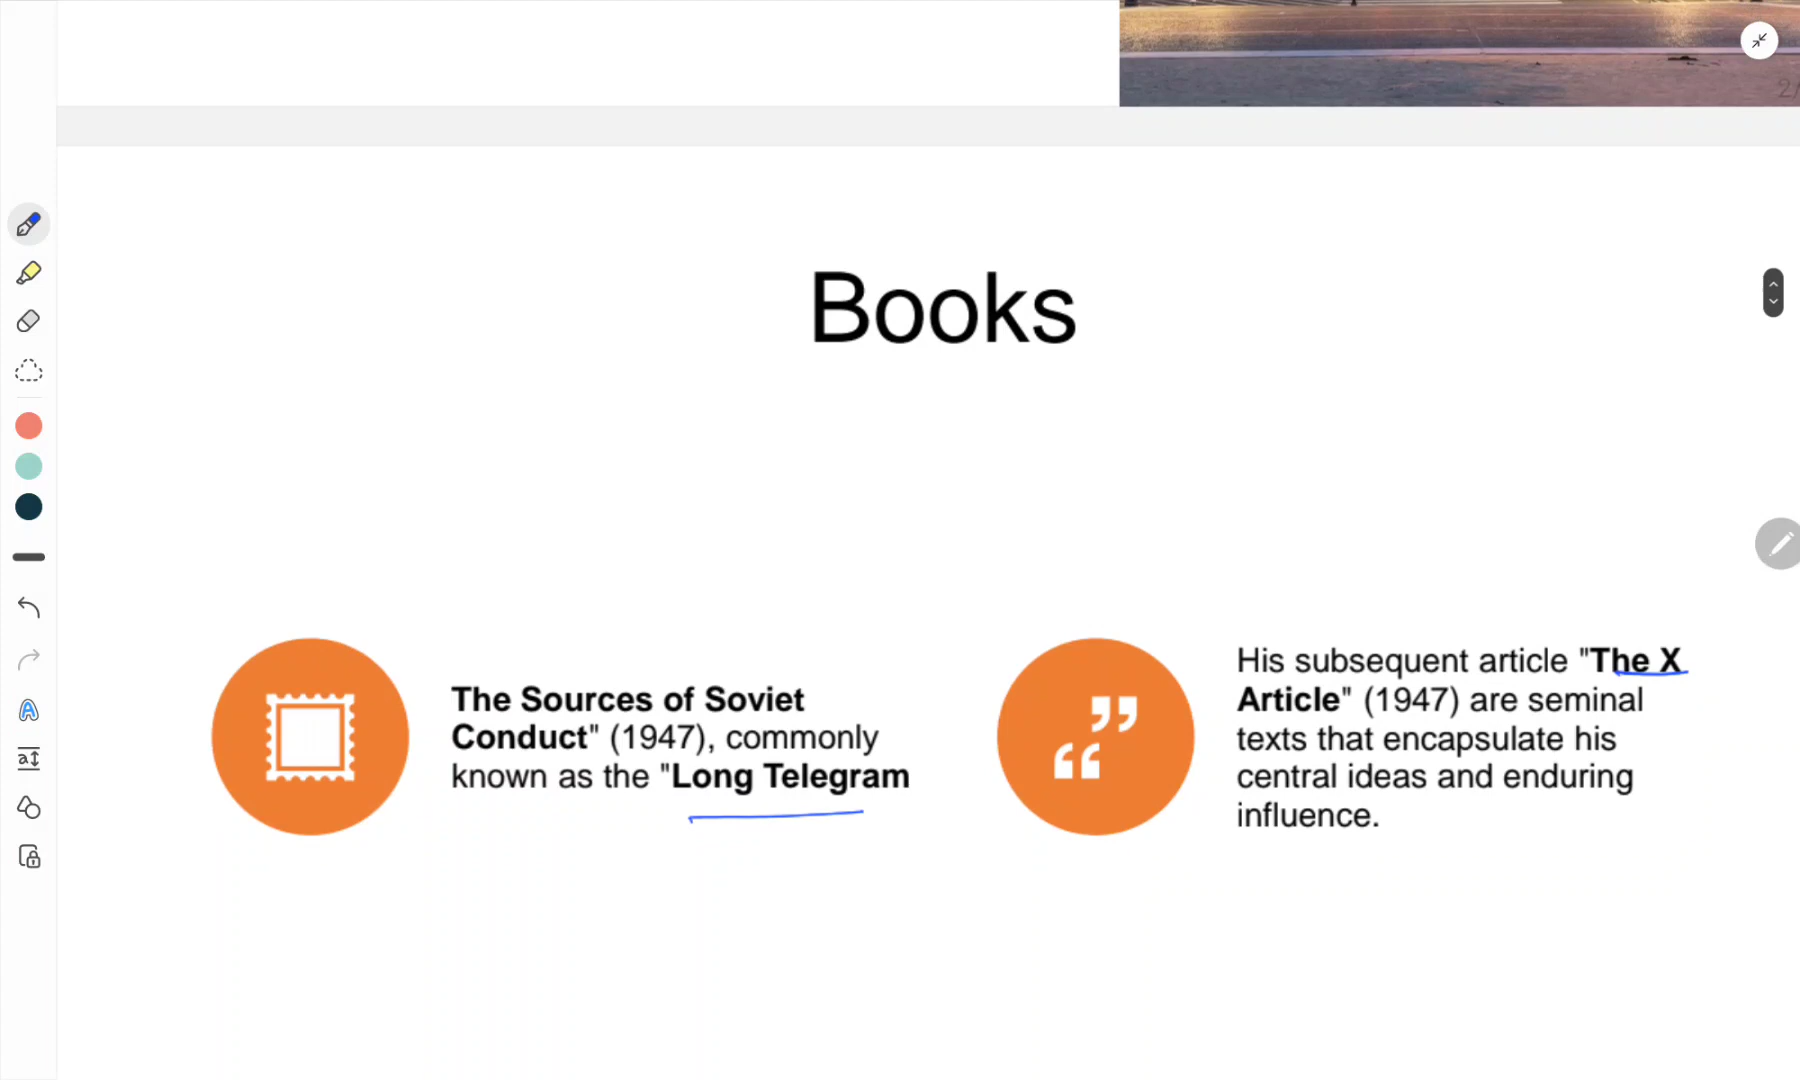 Books
The Sources of Soviet
Conduct" (1947), commonly
known as the "Long Telegram
His subsequent article "The X
Article" (1947) are seminal
texts that encapsulate his
central ideas and enduring
influence.